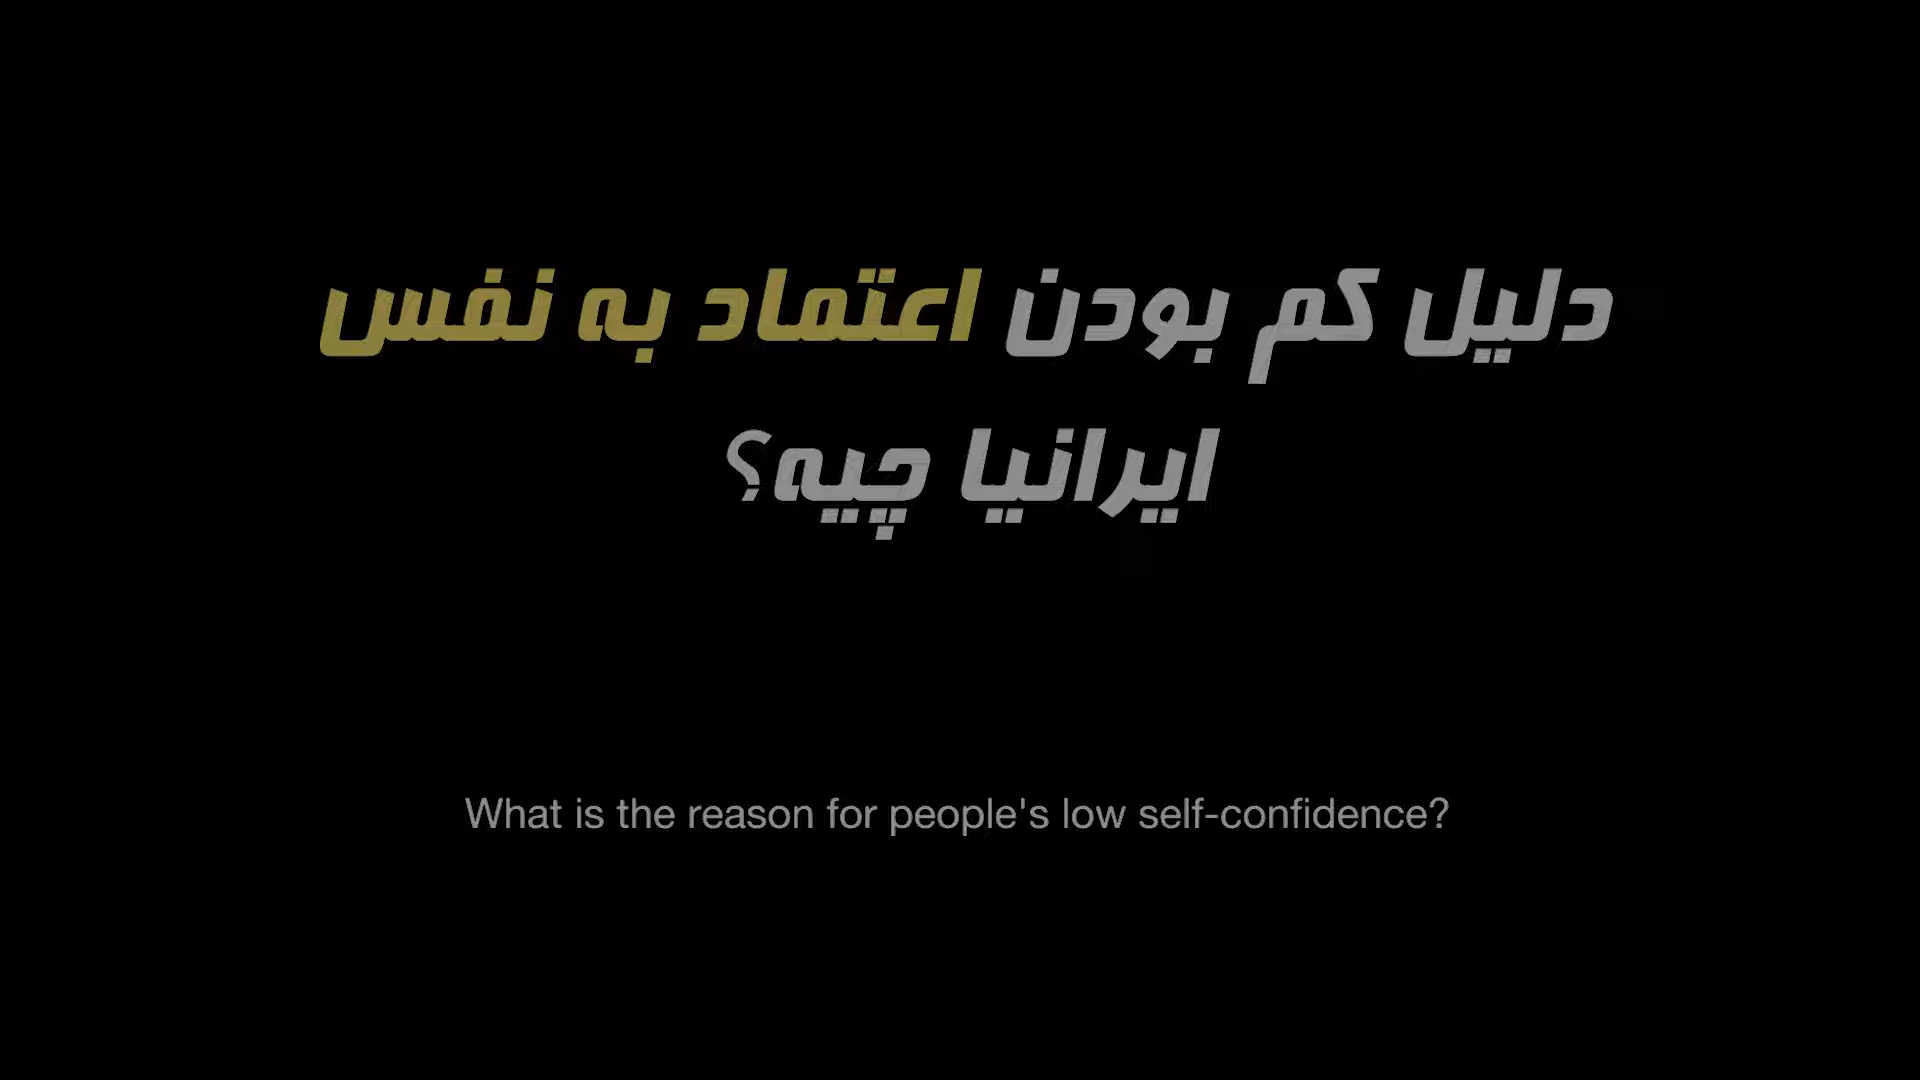 دلیل کم بودن اعتماد به نفس
ایرانیا چیه؟
What is the reason for people's low self-confidence?